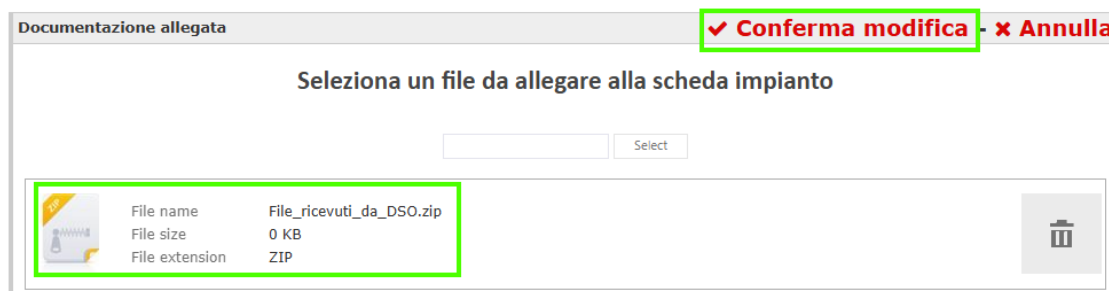 Documentazione allegata
✔ Conferma modifica - ✖ Annulla
Seleziona un file da allegare alla scheda impianto
Select
ZIP
File name File_ricevuti_da_DSO.zip
File size 0 KB
File extension ZIP